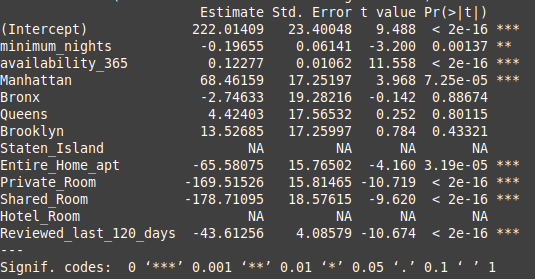 Estimate Std. Error t value Pr(>|t|)
(Intercept) 222.01409 23.40048 9.488 < 2e-16 ***
minimum_nights -0.19655 0.06141 -3.200 0.00137 **
availability_365 0.12277 0.01062 11.558 < 2e-16 ***
Manhattan 68.46159 17.25197 3.968 7.25e-05 ***
Bronx -2.74633 19.28216 -0.142 0.88674
Queens 4.42403 17.56532 0.252 0.80115
Brooklyn 13.52685 17.25997 0.784 0.43321
Staten_Island NA NA NA NA
Entire_Home_apt -65.58075 15.76502 -4.160 3.19e-05 ***
Private_Room -169.51526 15.81465 -10.719 < 2e-16 ***
Shared_Room -178.71095 18.57615 -9.620 < 2e-16 ***
Hotel_Room NA NA NA NA
Reviewed_last_120_days -43.61256 4.08579 -10.674 < 2e-16 ***
---
Signif. codes: 0 ‘***’ 0.001 ‘**’ 0.01 ‘*’ 0.05 ‘.’ 0.1 ‘ ’ 1